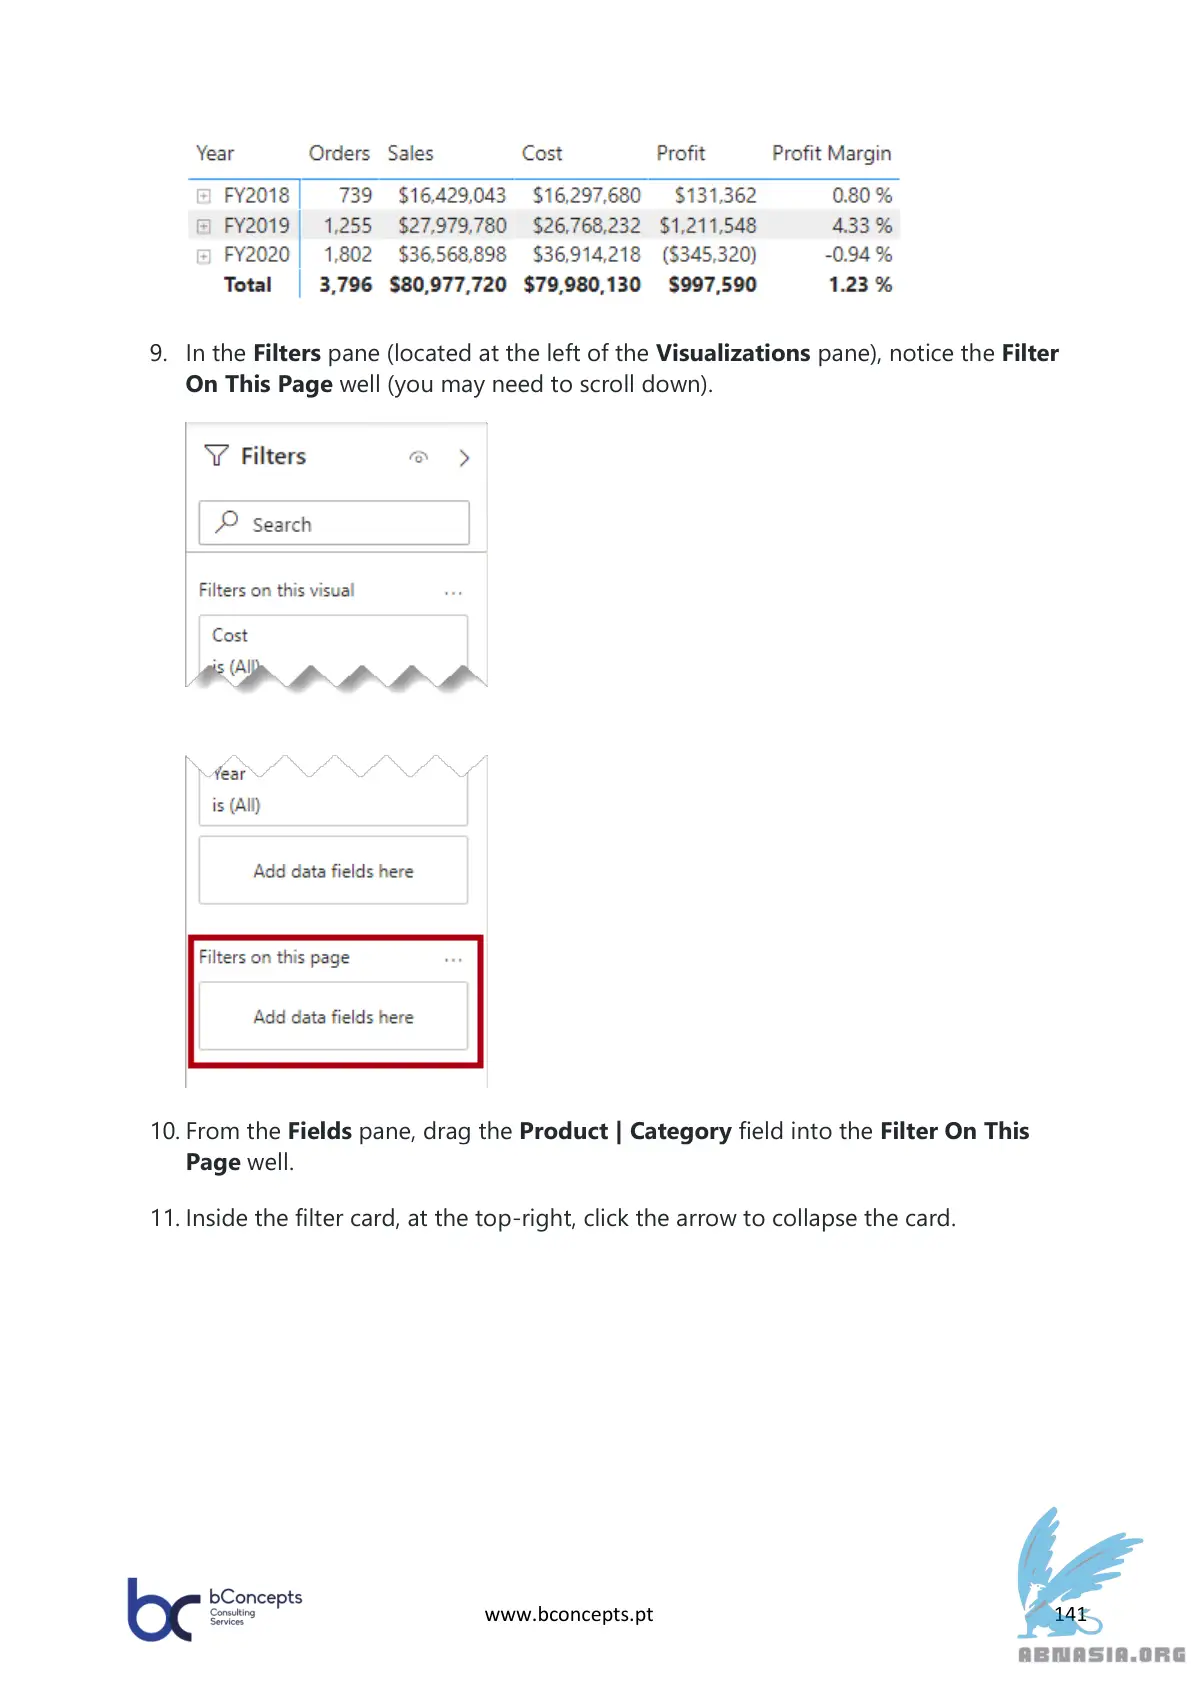 Year Orders Sales Cost Profit Profit Margin
FY2018 739 $16,429,043 $16,297,680 $131,362 0.80 %
FY2019 1,255 $27,979,780 $26,768,232 $1,211,548 4.33 %
FY2020 1,802 $36,568,898 $36,914,218 ($345,320) -0.94 %
Total 3,796 $80,977,720 $79,980,130 $997,590 1.23 %
9. In the Filters pane (located at the left of the Visualizations pane), notice the Filter
On This Page well (you may need to scroll down).
Filters
Search
Filters on this visual ...
Cost
is (All)
Year
is (All)
Add data fields here
Filters on this page ...
Add data fields here
10. From the Fields pane, drag the Product | Category field into the Filter On This
Page well.
11. Inside the filter card, at the top-right, click the arrow to collapse the card.
bc bConcepts
Consulting
Services
www.bconcepts.pt
141
ABNASIA.ORG